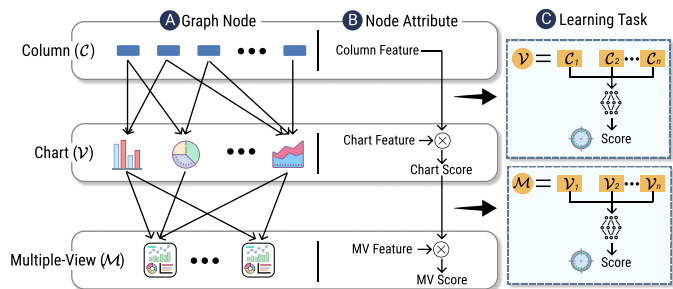 A Graph Node
B Node Attribute
C Learning Task
Column (𝒞)
Column Feature
𝒱 = 𝒞1 𝒞2 ••• 𝒞n
Score
Chart (𝒱)
Chart Feature
Chart Score
ℳ = 𝒱1 𝒱2 ••• 𝒱n
Score
Multiple-View (ℳ)
MV Feature
MV Score